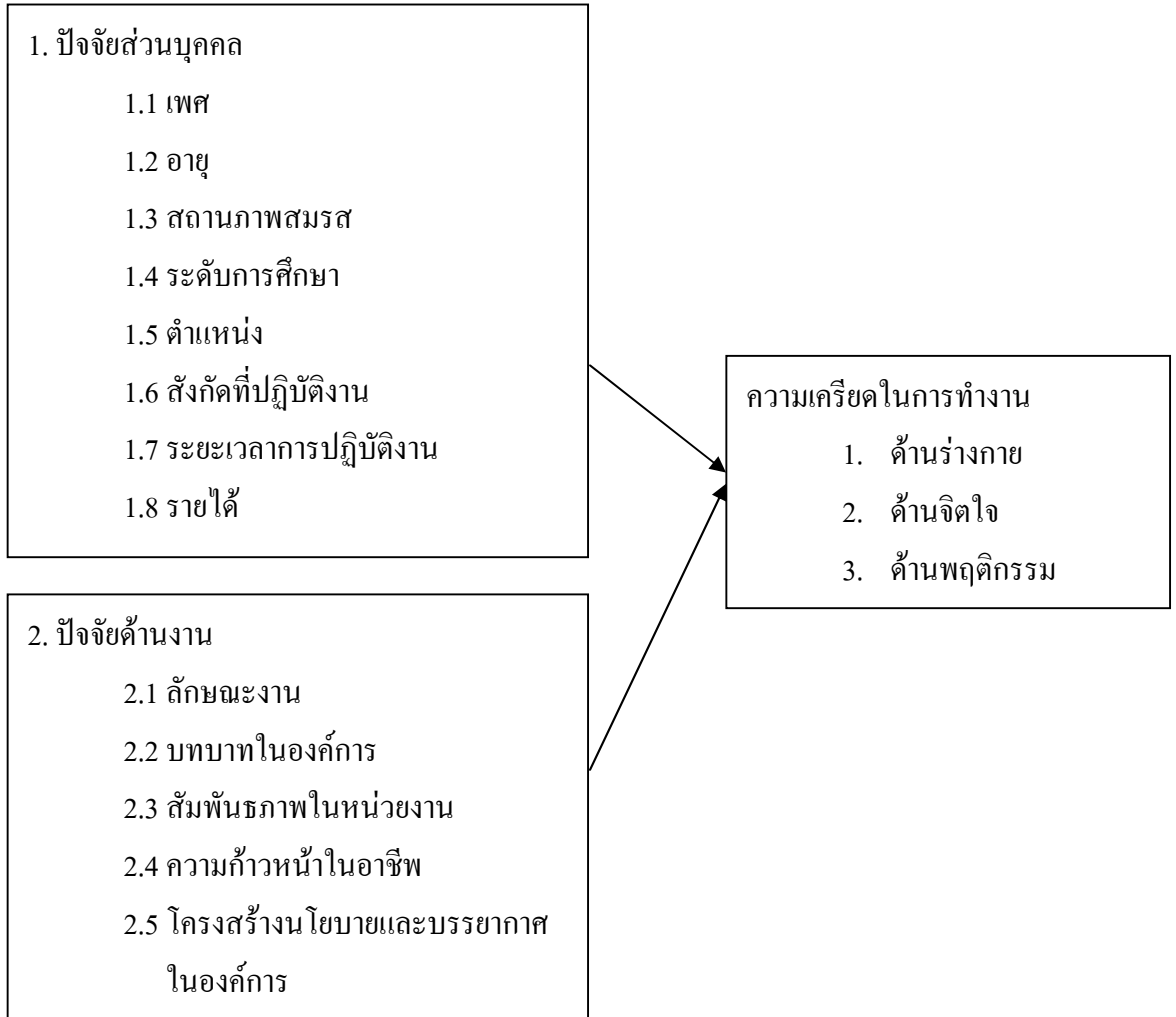 1. ปัจจัยส่วนบุคคล
1.1 เพศ
1.2 อายุ
1.3 สถานภาพสมรส
1.4 ระดับการศึกษา
1.5 ตำแหน่ง
1.6 สังกัดที่ปฏิบัติงาน
1.7 ระยะเวลาการปฏิบัติงาน
1.8 รายได้
2. ปัจจัยด้านงาน
2.1 ลักษณะงาน
2.2 บทบาทในองค์การ
2.3 สัมพันธภาพในหน่วยงาน
2.4 ความก้าวหน้าในอาชีพ
2.5 โครงสร้างนโยบายและบรรยากาศ
ในองค์การ
ความเครียดในการทำงาน
1. ด้านร่างกาย
2. ด้านจิตใจ
3. ด้านพฤติกรรม